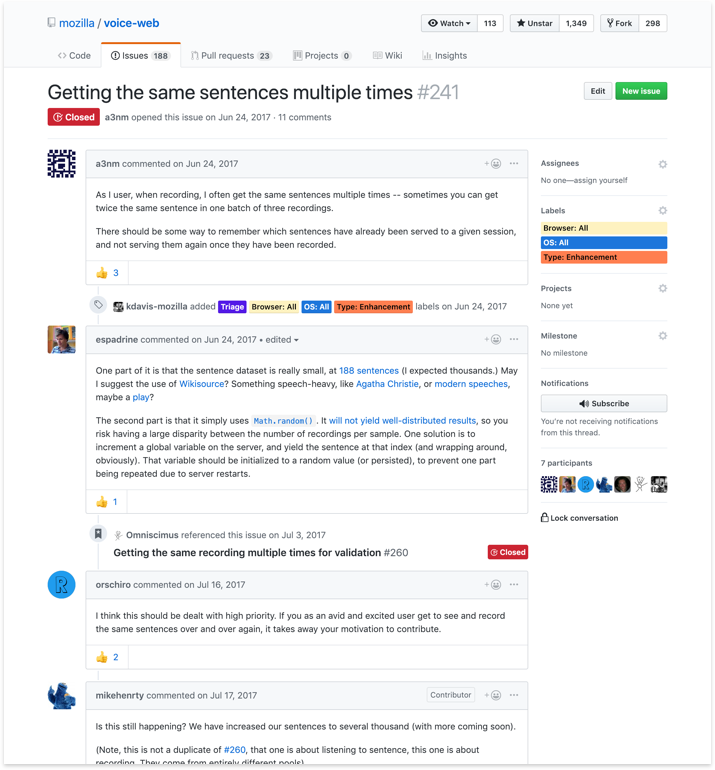 mozilla / voice-web
Watch 113 Unstar 1,349 Fork 298
Code Issues 188 Pull requests 23 Projects 0 Wiki Insights
Getting the same sentences multiple times #241
Edit New issue
Closed a3nm opened this issue on Jun 24, 2017 · 11 comments
a3nm commented on Jun 24, 2017
As I user, when recording, I often get the same sentences multiple times -- sometimes you can get
twice the same sentence in one batch of three recordings.
There should be some way to remember which sentences have already been served to a given session,
and not serving them again once they have been recorded.
3
kdavis-mozilla added Triage Browser: All OS: All Type: Enhancement labels on Jun 24, 2017
espadrine commented on Jun 24, 2017 • edited
One part of it is that the sentence dataset is really small, at 188 sentences (I expected thousands.) May
I suggest the use of Wikisource? Something speech-heavy, like Agatha Christie, or modern speeches,
maybe a play?
The second part is that it simply uses Math.random() . It will not yield well-distributed results, so you
risk having a large disparity between the number of recordings per sample. One solution is to
increment a global variable on the server, and yield the sentence at that index (and wrapping around,
obviously). That variable should be initialized to a random value (or persisted), to prevent one part
being repeated due to server restarts.
1
Omniscimus referenced this issue on Jul 3, 2017
Getting the same recording multiple times for validation #260 Closed
orschiro commented on Jul 16, 2017
I think this should be dealt with high priority. If you as an avid and excited user get to see and record
the same sentences over and over again, it takes away your motivation to contribute.
2
mikehenrty commented on Jul 17, 2017 Contributor
Is this still happening? We have increased our sentences to several thousand (with more coming soon).
(Note, this is not a duplicate of #260, that one is about listening to sentence, this one is about
recording. They come from entirely different pools)
Assignees
No one—assign yourself
Labels
Browser: All
OS: All
Type: Enhancement
Projects
None yet
Milestone
No milestone
Notifications
Subscribe
You're not receiving notifications
from this thread.
7 participants
Lock conversation